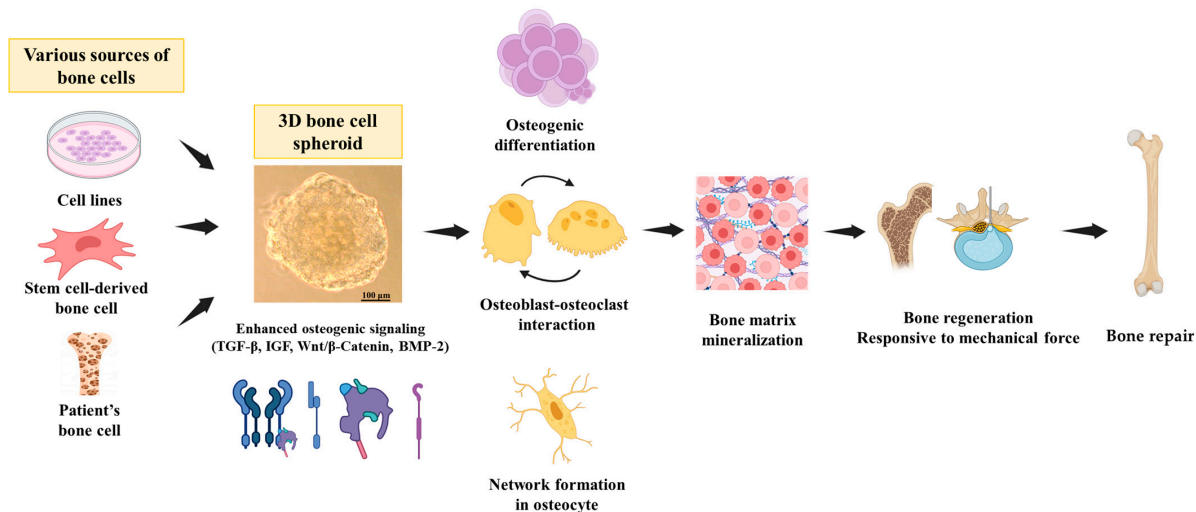 Various sources of
bone cells
Cell lines
Stem cell-derived
bone cell
Patient's
bone cell
3D bone cell
spheroid
100 μm
Enhanced osteogenic signaling
(TGF-β, IGF, Wnt/β-Catenin, BMP-2)
Osteogenic
differentiation
Osteoblast-osteoclast
interaction
Network formation
in osteocyte
Bone matrix
mineralization
Bone regeneration
Responsive to mechanical force
Bone repair